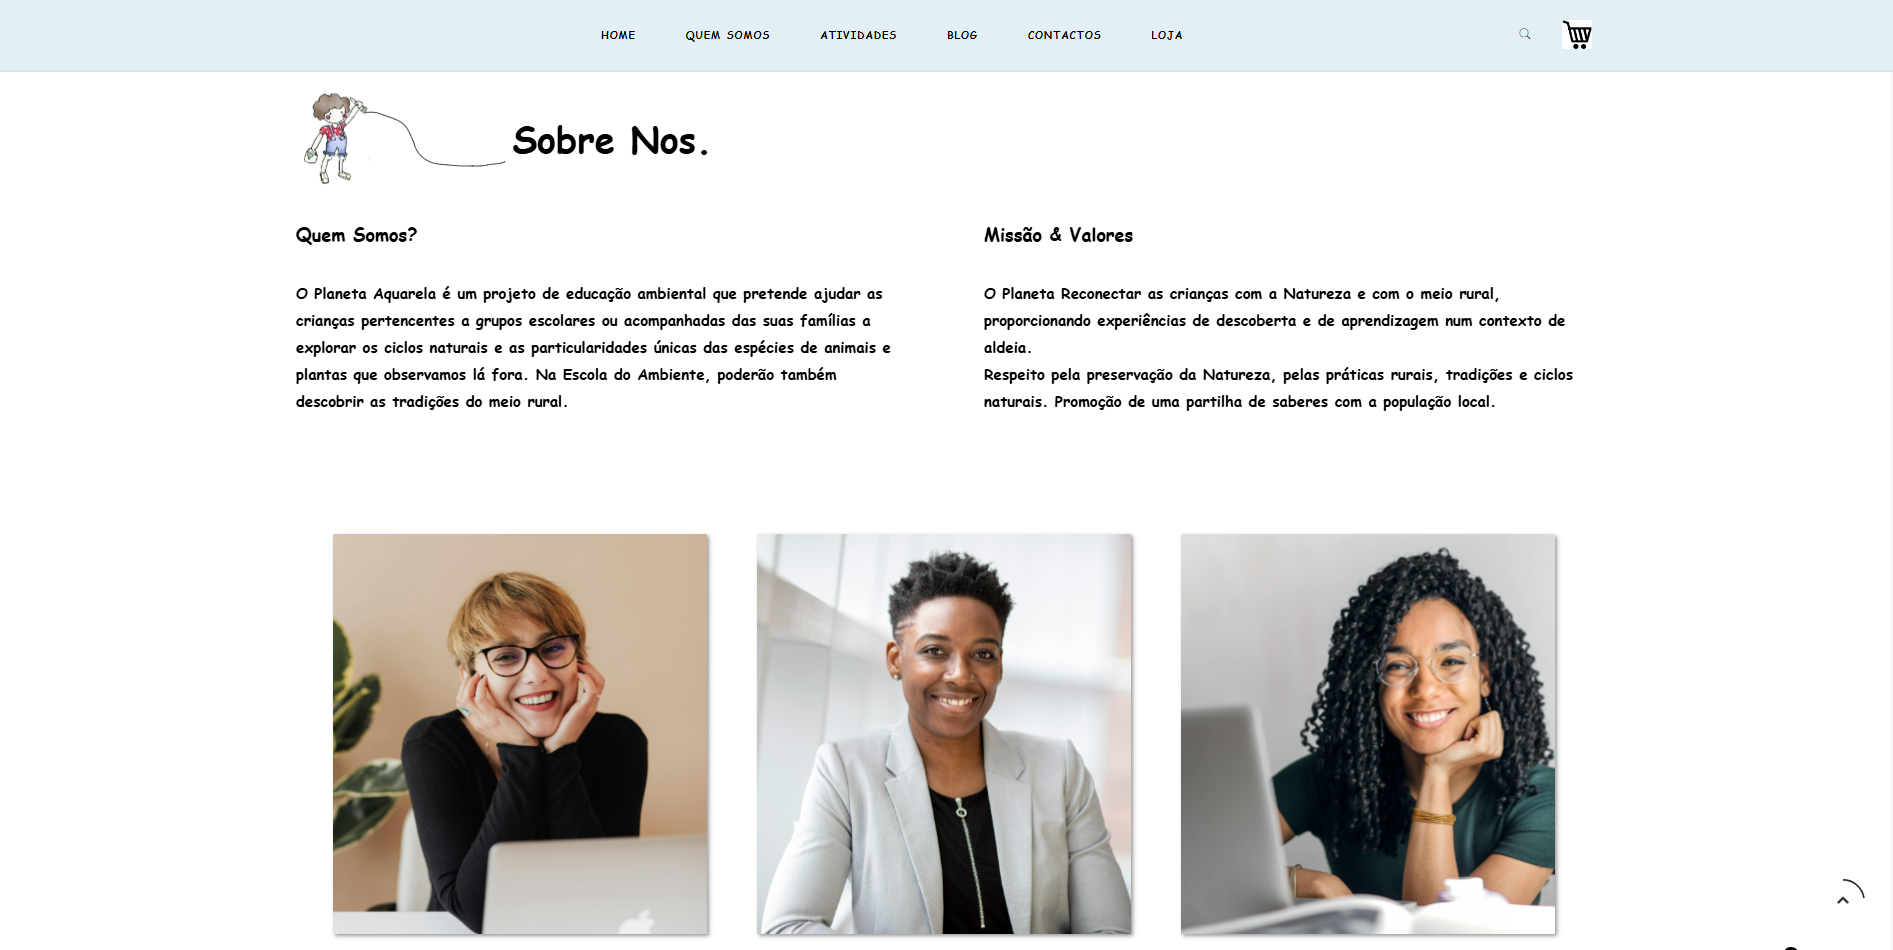 HOME QUEM SOMOS ATIVIDADES BLOG CONTACTOS LOJA
Sobre Nos.
Quem Somos?
O Planeta Aquarela é um projeto de educação ambiental que pretende ajudar as
crianças pertencentes a grupos escolares ou acompanhadas das suas famílias a
explorar os ciclos naturais e as particularidades únicas das espécies de animais e
plantas que observamos lá fora. Na Escola do Ambiente, poderão também
descobrir as tradições do meio rural.
Missão & Valores
O Planeta Reconectar as crianças com a Natureza e com o meio rural,
proporcionando experiências de descoberta e de aprendizagem num contexto de
aldeia.
Respeito pela preservação da Natureza, pelas práticas rurais, tradições e ciclos
naturais. Promoção de uma partilha de saberes com a população local.